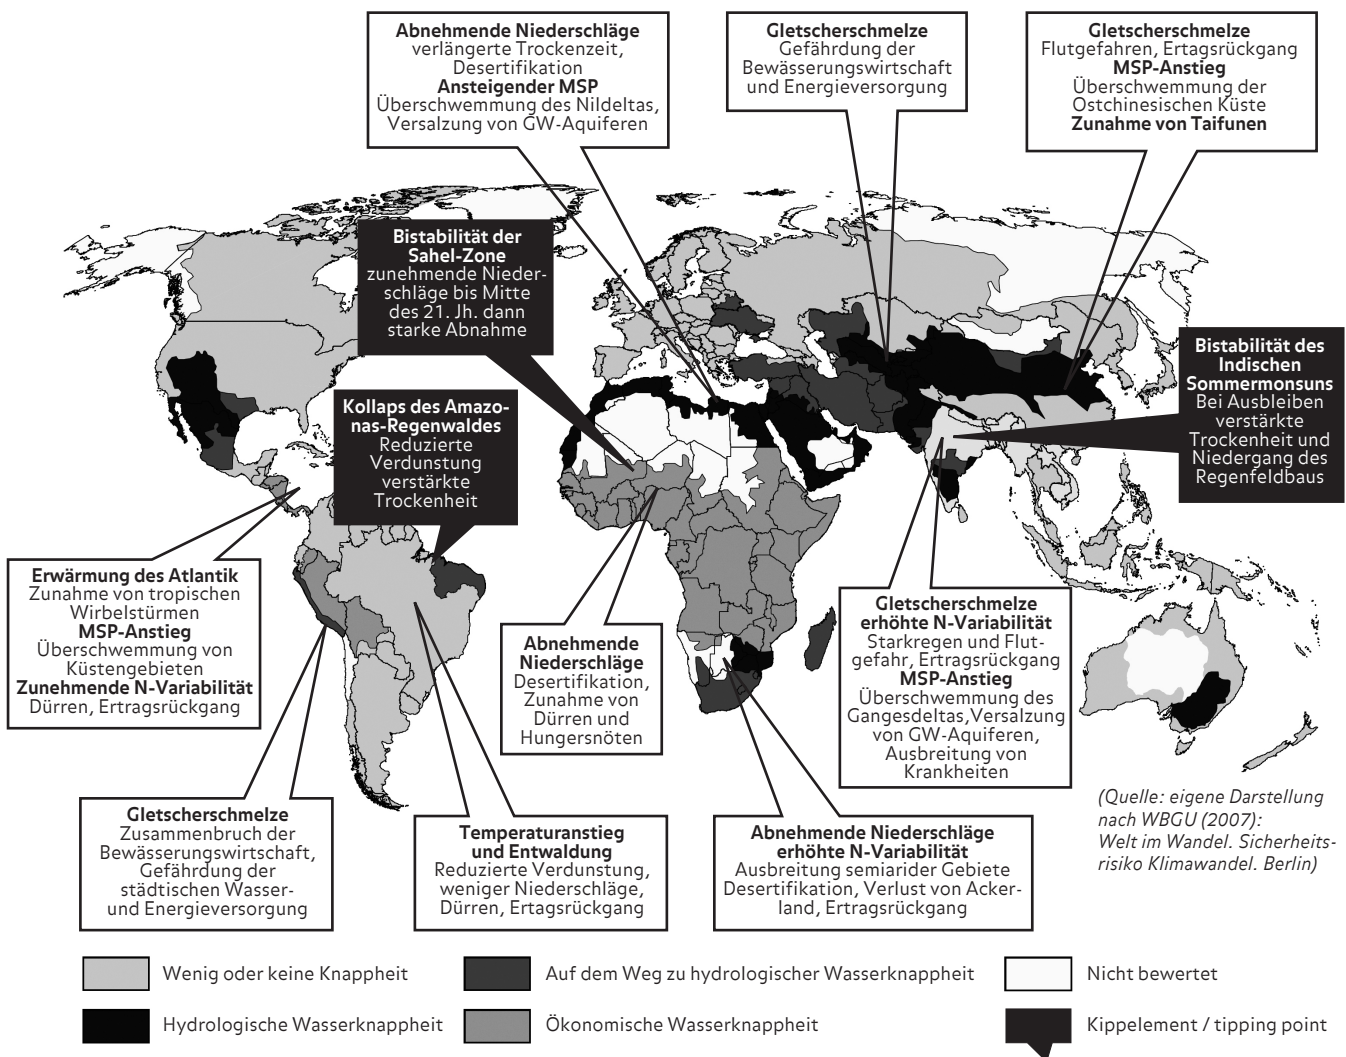 Abnehmende Niederschläge
verlängerte Trockenzeit,
Desertifikation
Ansteigender MSP
Überschwemmung des Nildeltas,
Versalzung von GW-Aquiferen
Gletscherschmelze
Gefährdung der
Bewässerungswirtschaft
und Energieversorgung
Gletscherschmelze
Flutgefahren, Ertagsrückgang
MSP-Anstieg
Überschwemmung der
Ostchinesischen Küste
Zunahme von Taifunen
Bistabilität der
Sahel-Zone
zunehmende Nieder-
schläge bis Mitte
des 21. Jh. dann
starke Abnahme
Bistabilität des
Indischen
Sommermonsuns
Bei Ausbleiben
verstärkte
Trockenheit und
Niedergang des
Regenfeldbaus
Kollaps des Amazo-
nas-Regenwaldes
Reduzierte
Verdunstung
verstärkte
Trockenheit
Erwärmung des Atlantik
Zunahme von tropischen
Wirbelstürmen
MSP-Anstieg
Überschwemmung von
Küstengebieten
Zunehmende N-Variabilität
Dürren, Ertragsrückgang
Abnehmende
Niederschläge
Desertifikation,
Zunahme von
Dürren und
Hungersnöten
Gletscherschmelze
erhöhte N-Variabilität
Starkregen und Flut-
gefahr, Ertragsrückgang
MSP-Anstieg
Überschwemmung des
Gangesdeltas,Versalzung
von GW-Aquiferen,
Ausbreitung von
Krankheiten
Gletscherschmelze
Zusammenbruch der
Bewässerungswirtschaft,
Gefährdung der
städtischen Wasser-
und Energieversorgung
Temperaturanstieg
und Entwaldung
Reduzierte Verdunstung,
weniger Niederschläge,
Dürren, Ertagsrückgang
Abnehmende Niederschläge
erhöhte N-Variabilität
Ausbreitung semiarider Gebiete
Desertifikation, Verlust von Acker-
land, Ertragsrückgang
(Quelle: eigene Darstellung
nach WBGU (2007):
Welt im Wandel. Sicherheits-
risiko Klimawandel. Berlin)
Wenig oder keine Knappheit
Auf dem Weg zu hydrologischer Wasserknappheit
Nicht bewertet
Hydrologische Wasserknappheit
Ökonomische Wasserknappheit
Kippelement / tipping point